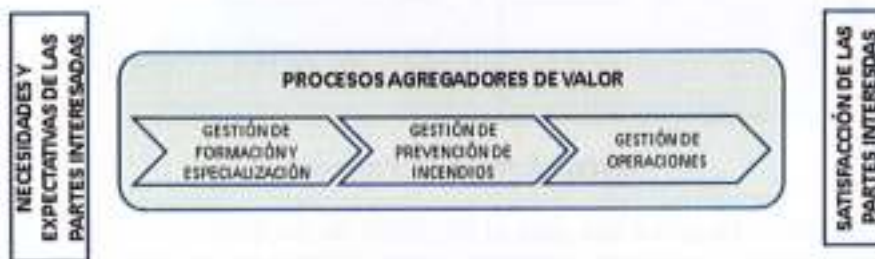 NECESIDADES Y
EXPECTATIVAS DE LAS
PARTES INTERESADAS
PROCESOS AGREGADORES DE VALOR
GESTIÓN DE
FORMACIÓN Y
ESPECIALIZACIÓN
GESTIÓN DE
PREVENCIÓN DE
INCENDIOS
GESTIÓN DE
OPERACIONES
SATISFACCIÓN DE LAS
PARTES INTERESDAS